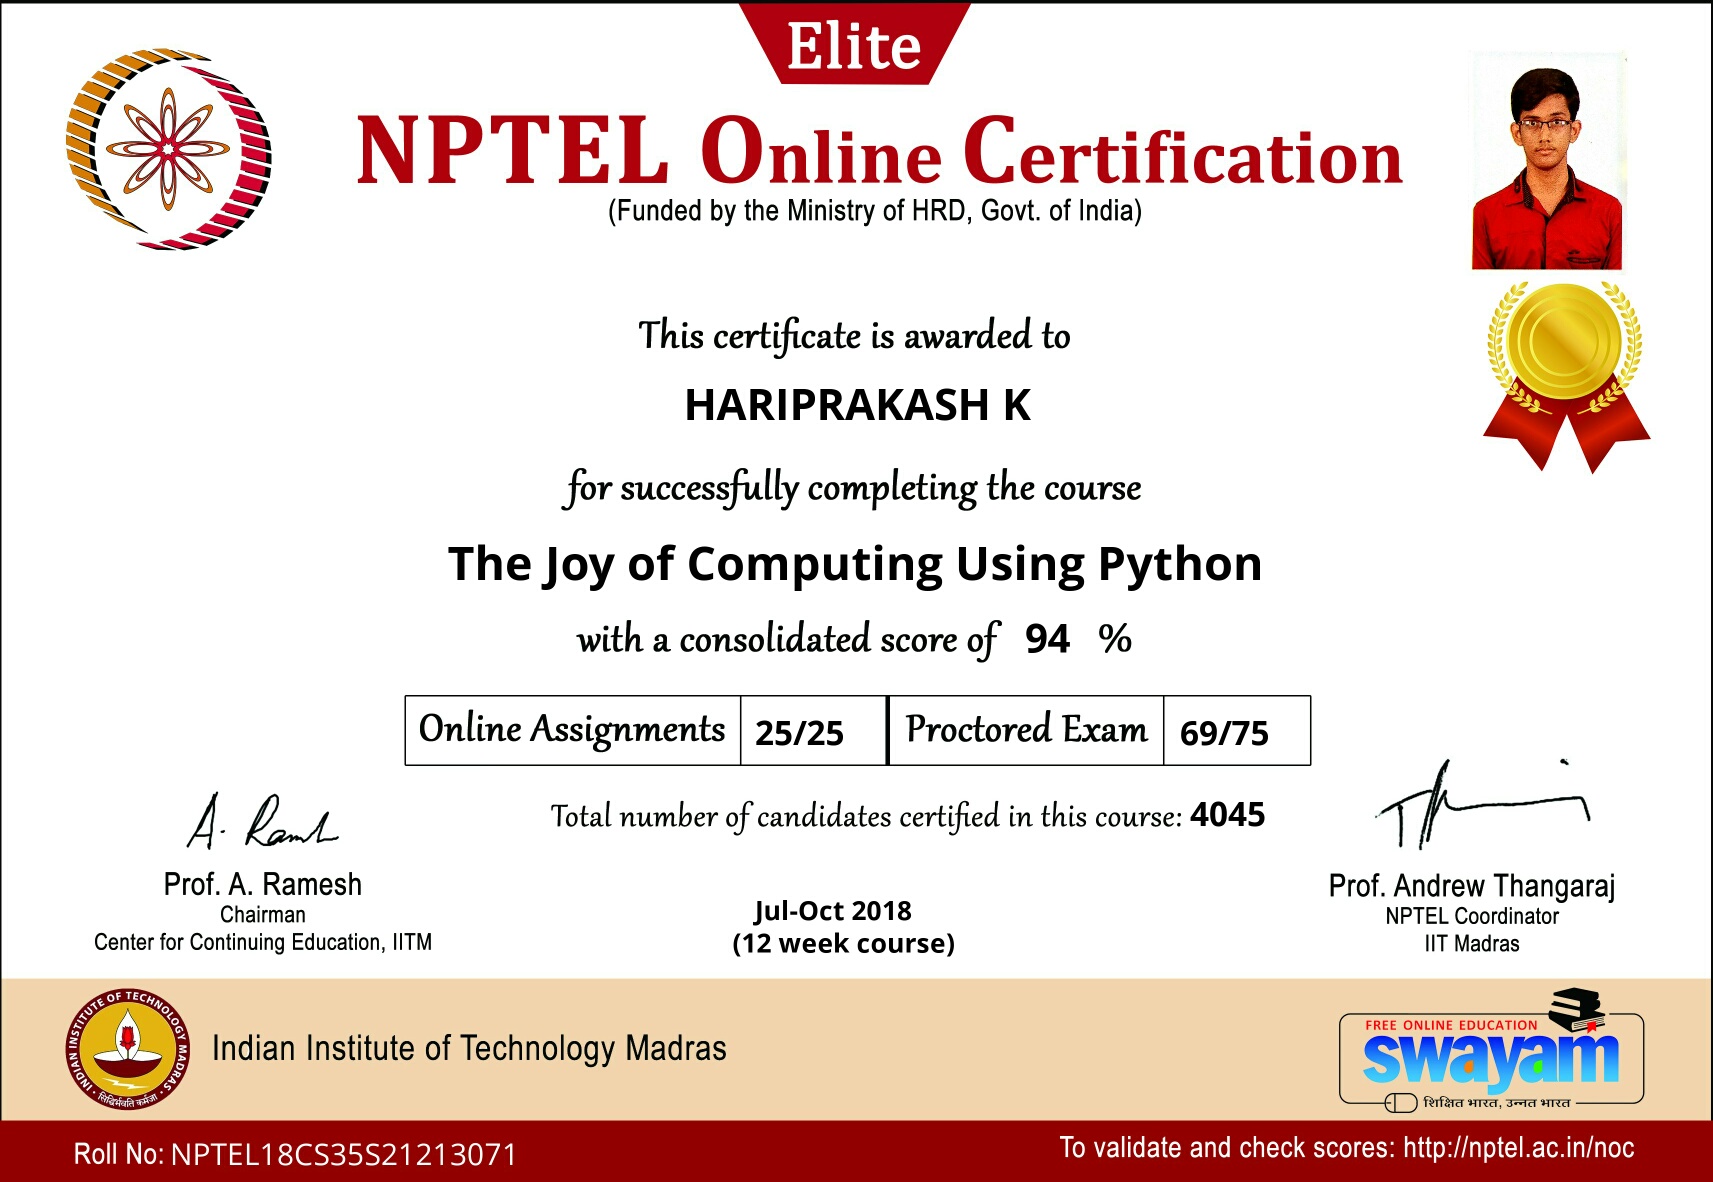 Elite
NPTEL Online Certification
(Funded by the Ministry of HRD, Govt. of India)
This certificate is awarded to
HARIPRAKASH K
for successfully completing the course
The Joy of Computing Using Python
with a consolidated score of 94 %
Online Assignments 25/25 Proctored Exam 69/75
Total number of candidates certified in this course: 4045
A. Ramesh
Prof. A. Ramesh
Chairman
Center for Continuing Education, IITM
Jul-Oct 2018
(12 week course)
Prof. Andrew Thangaraj
NPTEL Coordinator
IIT Madras
INDIAN INSTITUTE OF TECHNOLOGY MADRAS
सिद्धिर्भवति कर्मजा
Indian Institute of Technology Madras
FREE ONLINE EDUCATION
swayam
शिक्षित भारत, उन्नत भारत
Roll No: NPTEL18CS35S21213071
To validate and check scores: http://nptel.ac.in/noc